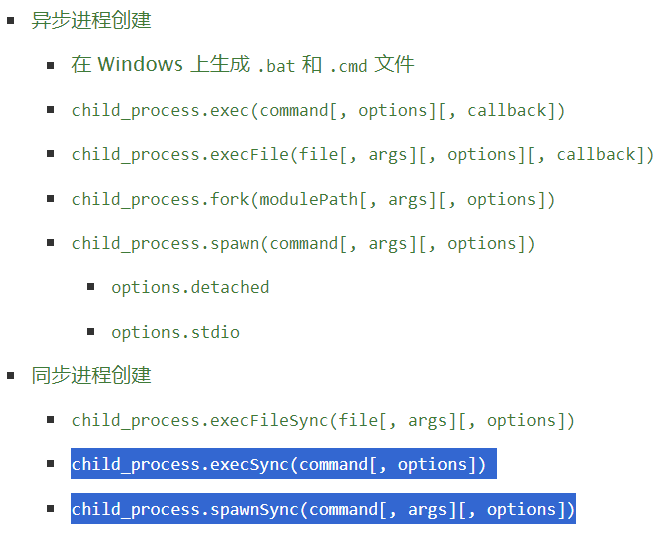 异步进程创建
在 Windows 上生成 .bat 和 .cmd 文件
child_process.exec(command[, options][, callback])
child_process.execFile(file[, args][, options][, callback])
child_process.fork(modulePath[, args][, options])
child_process.spawn(command[, args][, options])
options.detached
options.stdio
同步进程创建
child_process.execFileSync(file[, args][, options])
child_process.execSync(command[, options])
child_process.spawnSync(command[, args][, options])